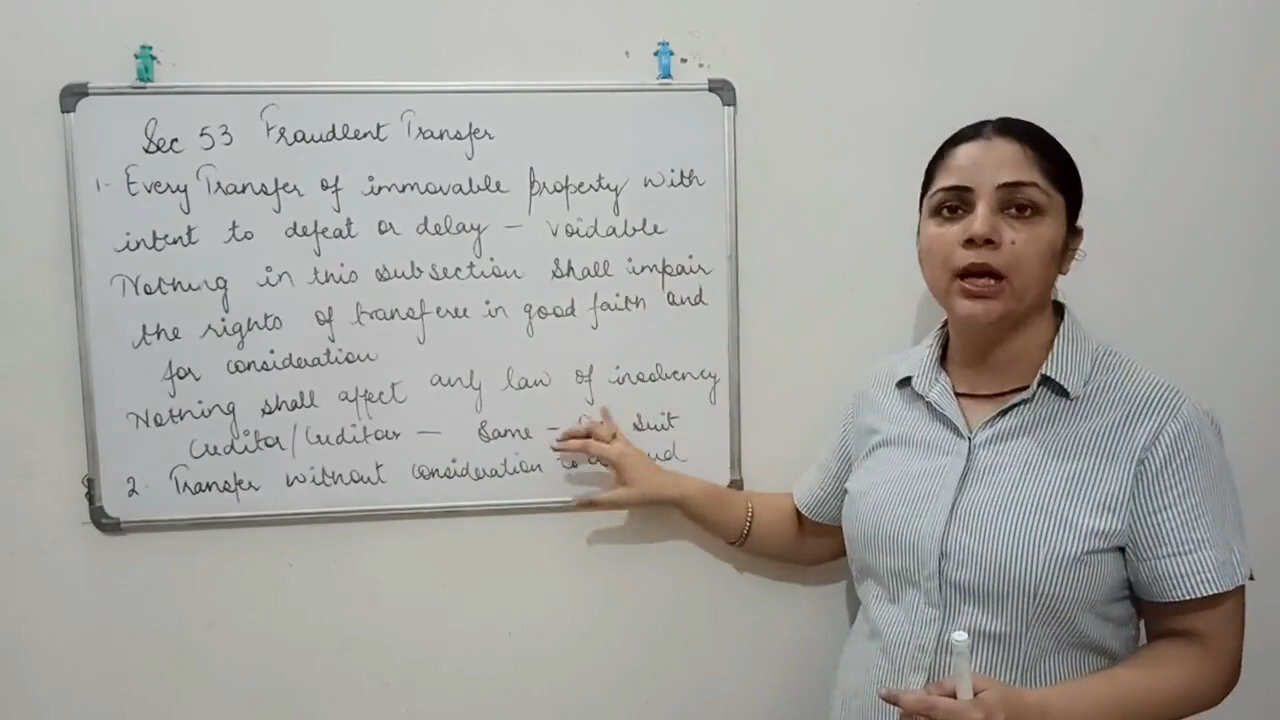 Sec 53 Fraudlent Transfer
1- Every Transfer of immovable property with
intent to defeat or delay - voidable
Nothing in this subsection shall impair
the rights of transferee in good faith and
for consideration
Nothing shall affect any law of insolvency
Creditor/Creditor - Same - Suit
2. Transfer without consideration to